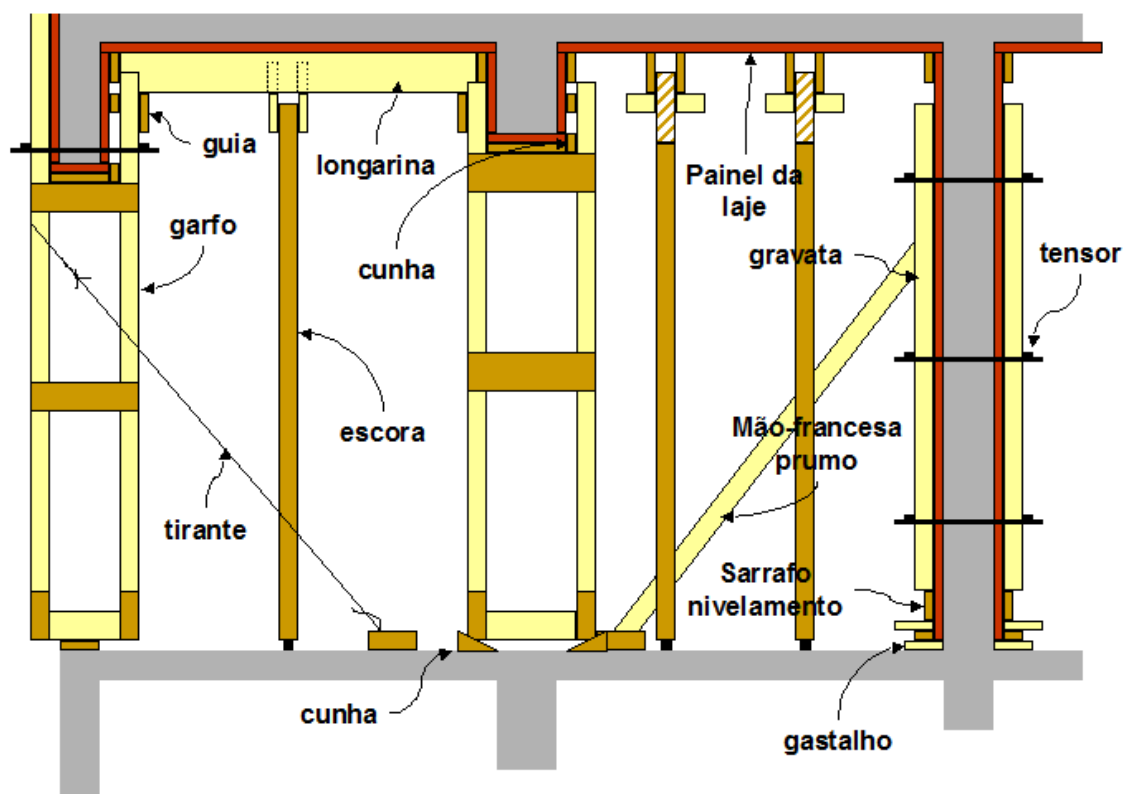 guia
longarina
Painel da
laje
garfo
cunha
gravata
tensor
escora
Mão-francesa
prumo
tirante
Sarrafo
nivelamento
cunha
gastalho